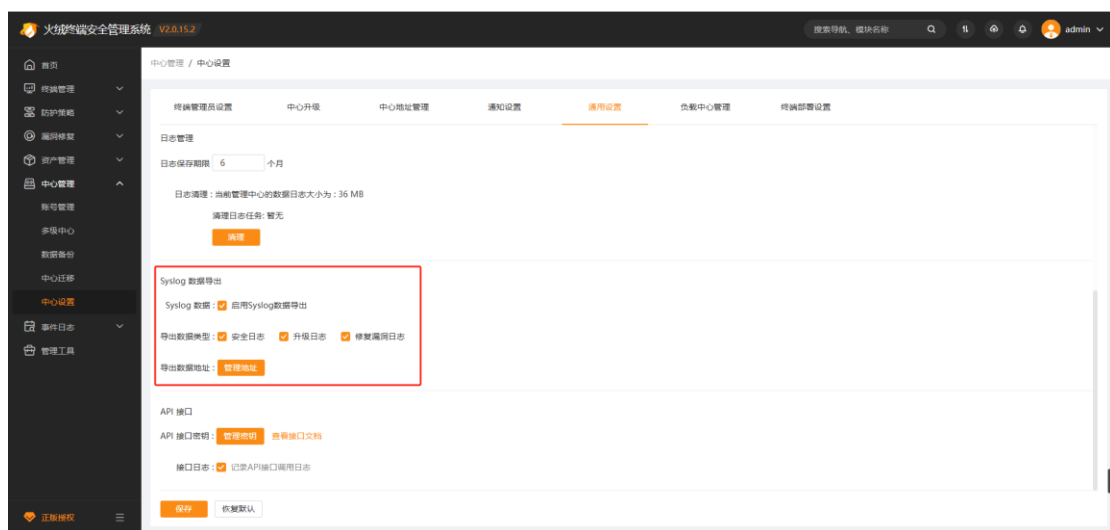 火绒终端安全管理系统 V2.0.15.2
搜索导航、模块名称
admin
首页
终端管理
防护策略
漏洞修复
资产管理
中心管理
账号管理
多级中心
数据备份
中心迁移
中心设置
事件日志
管理工具
正版授权
中心管理 / 中心设置
终端管理员设置 中心升级 中心地址管理 通知设置 通用设置 负载中心管理 终端部署设置
日志管理
日志保存期限 6 个月
日志清理 : 当前管理中心的数据日志大小为 : 36 MB
清理日志任务: 暂无
清理
Syslog 数据导出
Syslog 数据 : 启用Syslog数据导出
导出数据类型 : 安全日志 升级日志 修复漏洞日志
导出数据地址 : 管理地址
API 接口
API 接口密钥 : 管理密钥 查看接口文档
接口日志 : 记录API接口调用日志
保存 恢复默认